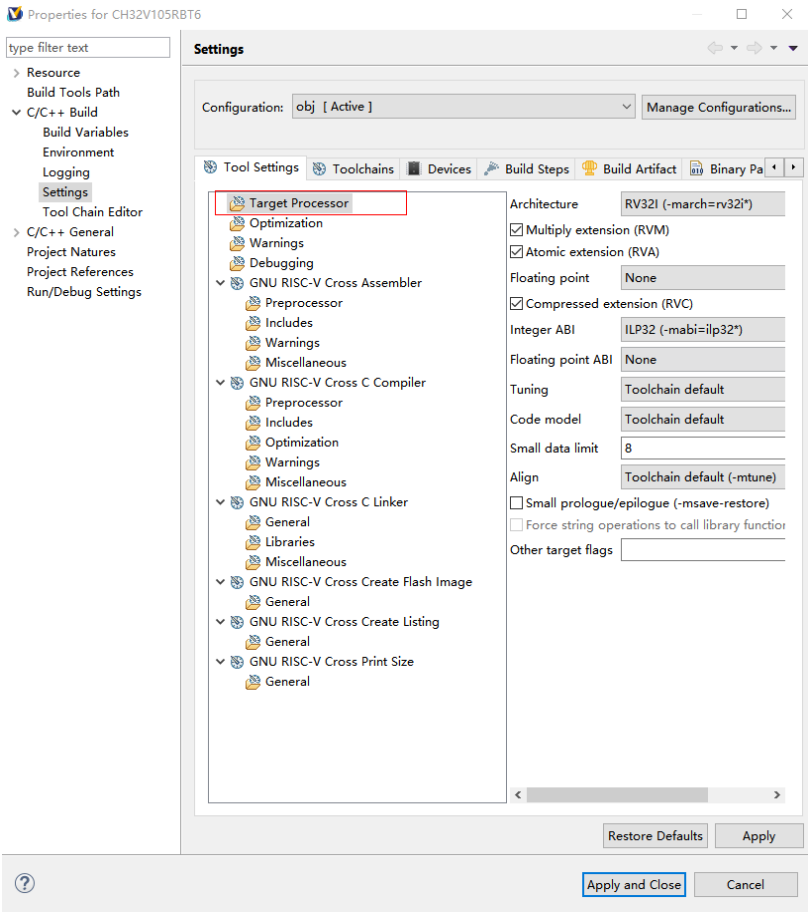 Properties for CH32V105RBT6
type filter text
Resource
Build Tools Path
C/C++ Build
Build Variables
Environment
Logging
Settings
Tool Chain Editor
C/C++ General
Project Natures
Project References
Run/Debug Settings
Settings
Configuration: obj [ Active ] Manage Configurations...
Tool Settings Toolchains Devices Build Steps Build Artifact Binary Pa
Target Processor
Optimization
Warnings
Debugging
GNU RISC-V Cross Assembler
Preprocessor
Includes
Warnings
Miscellaneous
GNU RISC-V Cross C Compiler
Preprocessor
Includes
Optimization
Warnings
Miscellaneous
GNU RISC-V Cross C Linker
General
Libraries
Miscellaneous
GNU RISC-V Cross Create Flash Image
General
GNU RISC-V Cross Create Listing
General
GNU RISC-V Cross Print Size
General
Architecture RV32I (-march=rv32i*)
Multiply extension (RVM)
Atomic extension (RVA)
Floating point None
Compressed extension (RVC)
Integer ABI ILP32 (-mabi=ilp32*)
Floating point ABI None
Tuning Toolchain default
Code model Toolchain default
Small data limit 8
Align Toolchain default (-mtune)
Small prologue/epilogue (-msave-restore)
Force string operations to call library function
Other target flags
Restore Defaults Apply
Apply and Close Cancel